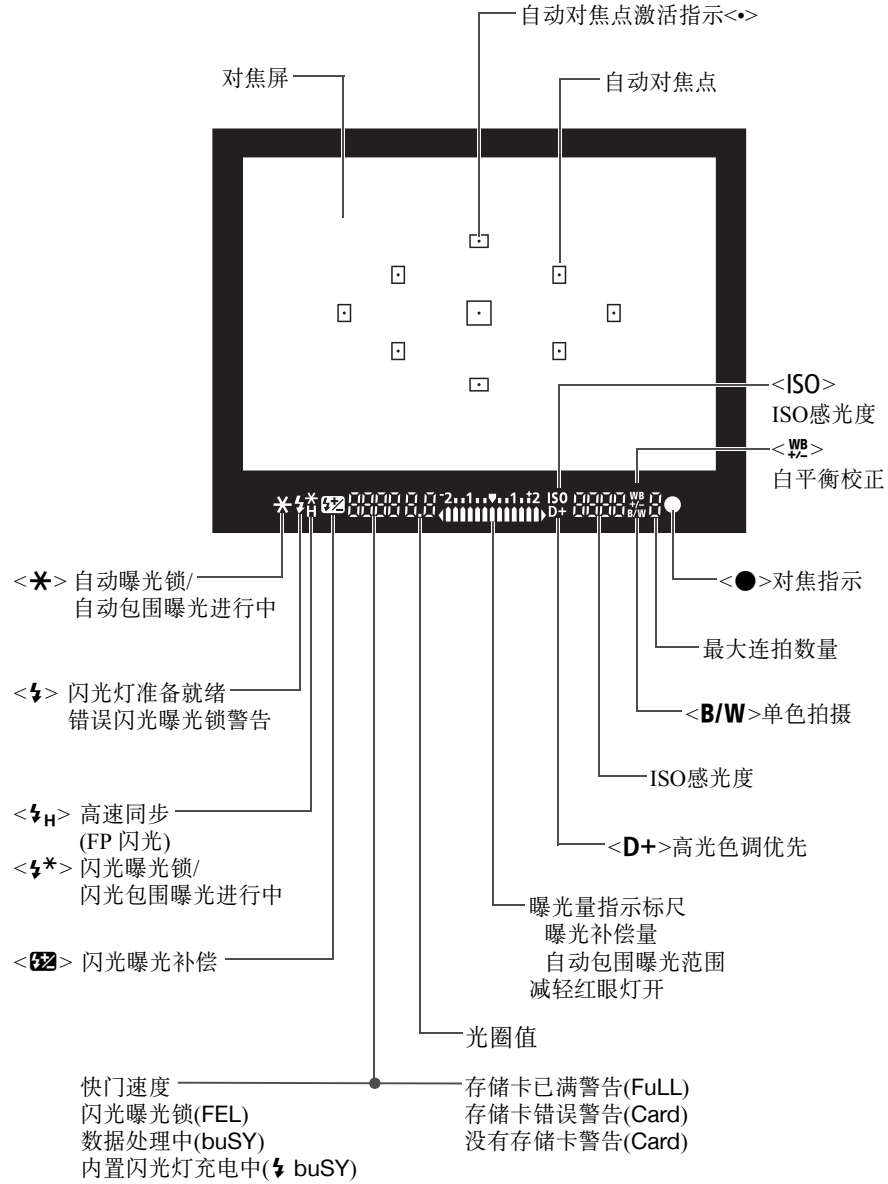 自动对焦点激活指示<•>
对焦屏
自动对焦点
<ISO>
ISO感光度
<WB +/->
白平衡校正
-2..1..▼..1..+2 ISO D+ WB +/- B/W
<✱> 自动曝光锁/
自动包围曝光进行中
<●>对焦指示
最大连拍数量
<⚡> 闪光灯准备就绪
错误闪光曝光锁警告
<B/W>单色拍摄
ISO感光度
<⚡H> 高速同步
(FP 闪光)
<D+>高光色调优先
<⚡✱> 闪光曝光锁/
闪光包围曝光进行中
曝光量指示标尺
曝光补偿量
自动包围曝光范围
减轻红眼灯开
<⚡±> 闪光曝光补偿
光圈值
快门速度
闪光曝光锁(FEL)
数据处理中(buSY)
内置闪光灯充电中(⚡ buSY)
存储卡已满警告(FuLL)
存储卡错误警告(Card)
没有存储卡警告(Card)